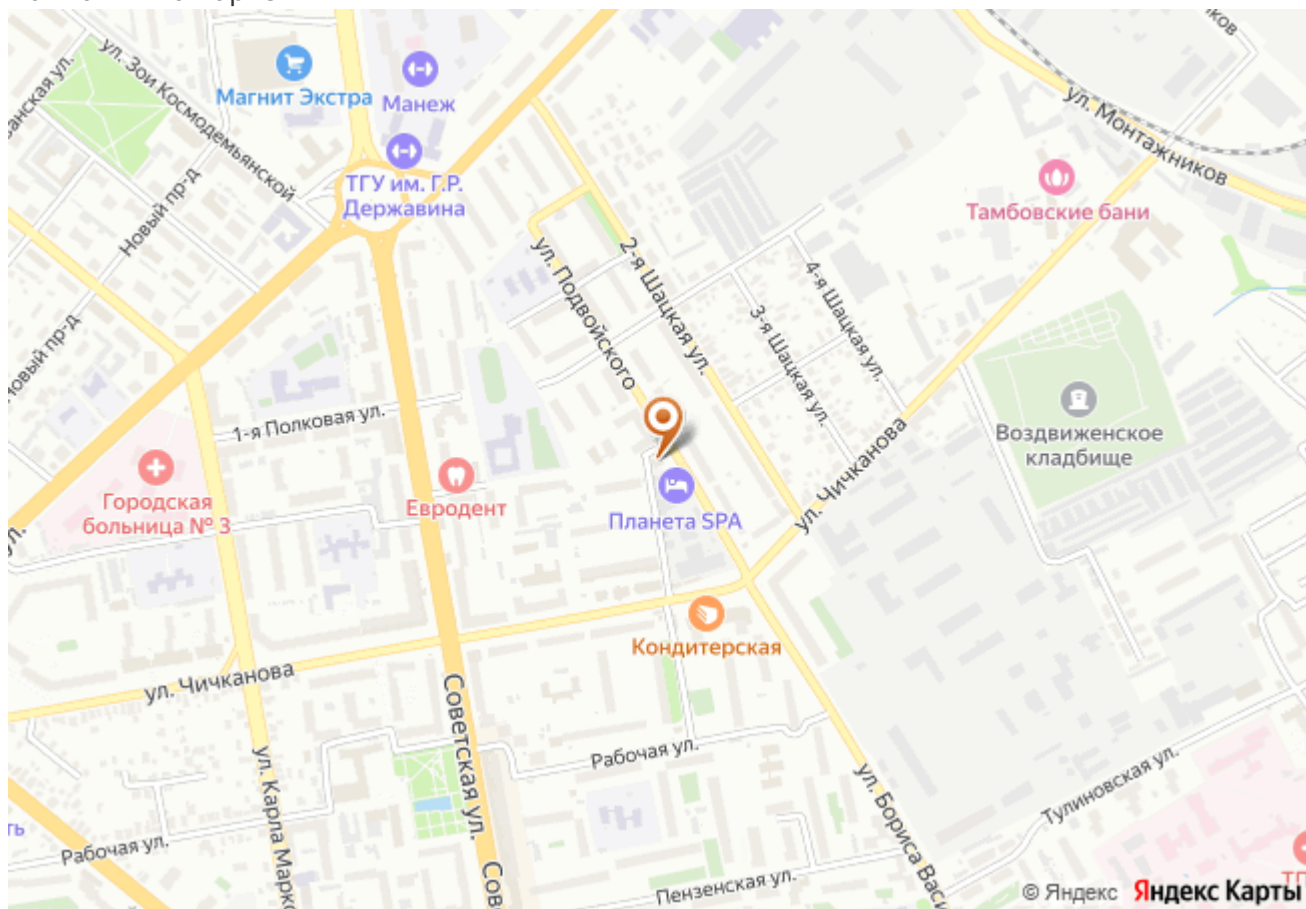 ул. Зои Космодемьянской
Магнит Экстра
Манеж
ул. Монтажников
ТГУ им. Г.Р.
Державина
Тамбовские бани
Новый пр-д
ул. Подвойского
2-я Шацкая ул.
3-я Шацкая ул.
4-я Шацкая ул.
1-я Полковая ул.
Воздвиженское
кладбище
Городская
больница № 3
Евродент
Планета SPA
ул. Чичканова
Кондитерская
ул. Чичканова
Советская ул.
Рабочая ул.
ул. Карла Маркс
ул. Бориса Васи
Тулиновская ул.
Рабочая ул.
Пензенская ул.
Сов
© Яндекс Яндекс Карты